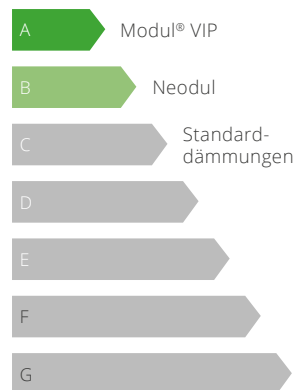 A Modul® VIP
B Neodul
C Standard-
dämmungen
D
E
F
G